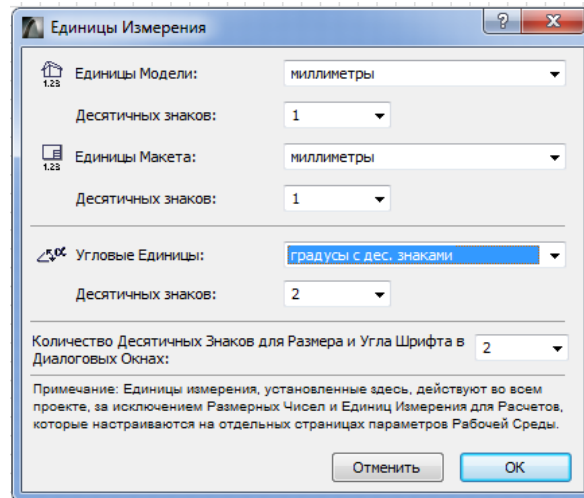 Единицы Измерения
1.23 Единицы Модели: миллиметры
Десятичных знаков: 1
1.23 Единицы Макета: миллиметры
Десятичных знаков: 1
α Угловые Единицы: градусы с дес. знаками
Десятичных знаков: 2
Количество Десятичных Знаков для Размера и Угла Шрифта в 2
Диалоговых Окнах:
Примечание: Единицы измерения, установленные здесь, действуют во всем
проекте, за исключением Размерных Чисел и Единиц Измерения для Расчетов,
которые настраиваются на отдельных страницах параметров Рабочей Среды.
Отменить OK